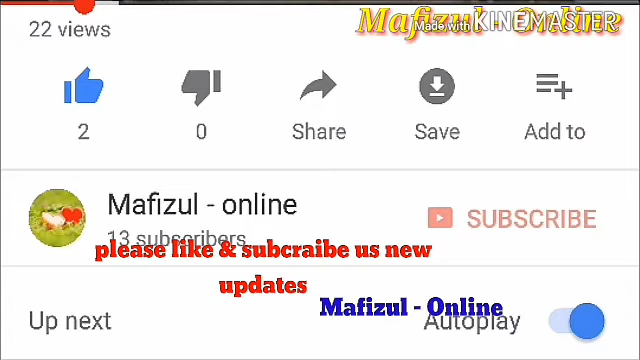 22 views
Mafizul - Online
Made with KINEMASTER
2
0
Share
Save
Add to
Mafizul - online
SUBSCRIBE
13 subscribers
please like & subcraibe us new
updates
Mafizul - Online
Up next
Autoplay